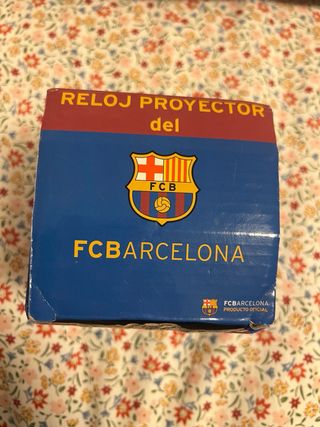 RELOJ PROYECTOR
del
FCB
FCBARCELONA
FCBARCELONA
PRODUCTO OFICIAL